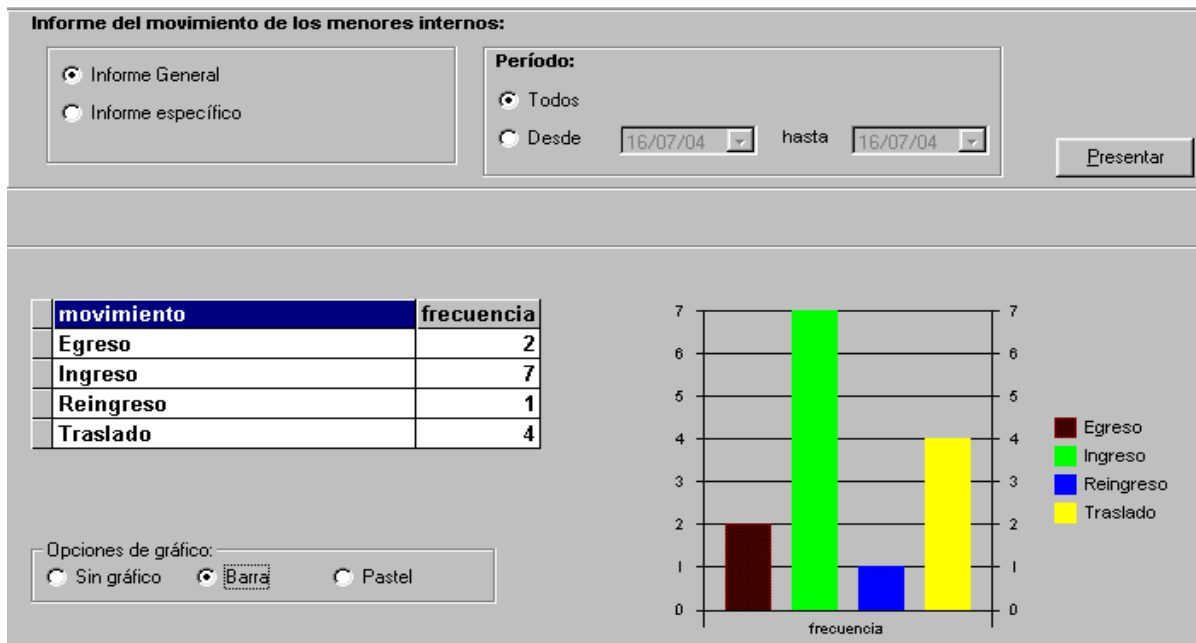 Informe del movimiento de los menores internos:
Informe General
Informe específico
Período:
Todos
Desde 16/07/04 hasta 16/07/04
Presentar
movimiento frecuencia
Egreso 2
Ingreso 7
Reingreso 1
Traslado 4
Opciones de gráfico:
Sin gráfico Barra Pastel
7 7
6 6
5 5
4 4
3 3
2 2
1 1
0 0
frecuencia
Egreso
Ingreso
Reingreso
Traslado